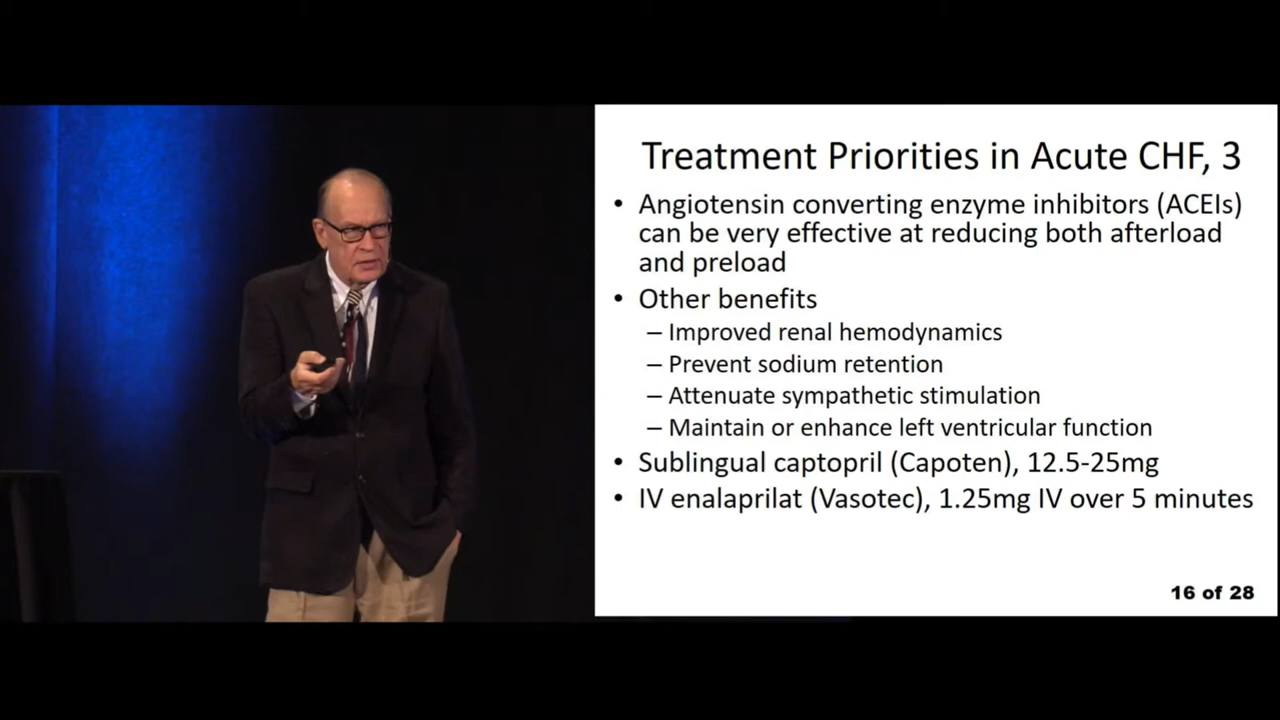 Treatment Priorities in Acute CHF, 3
• Angiotensin converting enzyme inhibitors (ACEIs)
can be very effective at reducing both afterload
and preload
• Other benefits
– Improved renal hemodynamics
– Prevent sodium retention
– Attenuate sympathetic stimulation
– Maintain or enhance left ventricular function
• Sublingual captopril (Capoten), 12.5-25mg
• IV enalaprilat (Vasotec), 1.25mg IV over 5 minutes
16 of 28